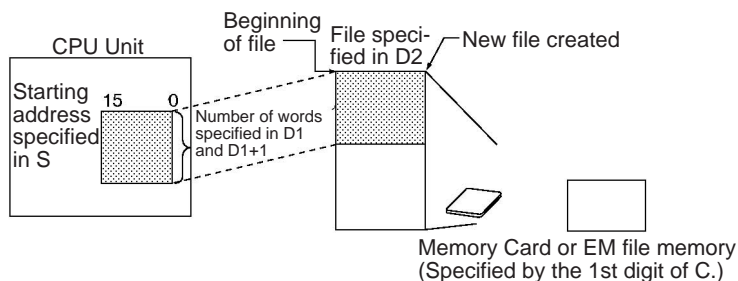 Beginning
of file
File speci-
fied in D2
New file created
CPU Unit
Starting
address
specified
in S
15
0
Number of words
specified in D1
and D1+1
Memory Card or EM file memory
(Specified by the 1st digit of C.)